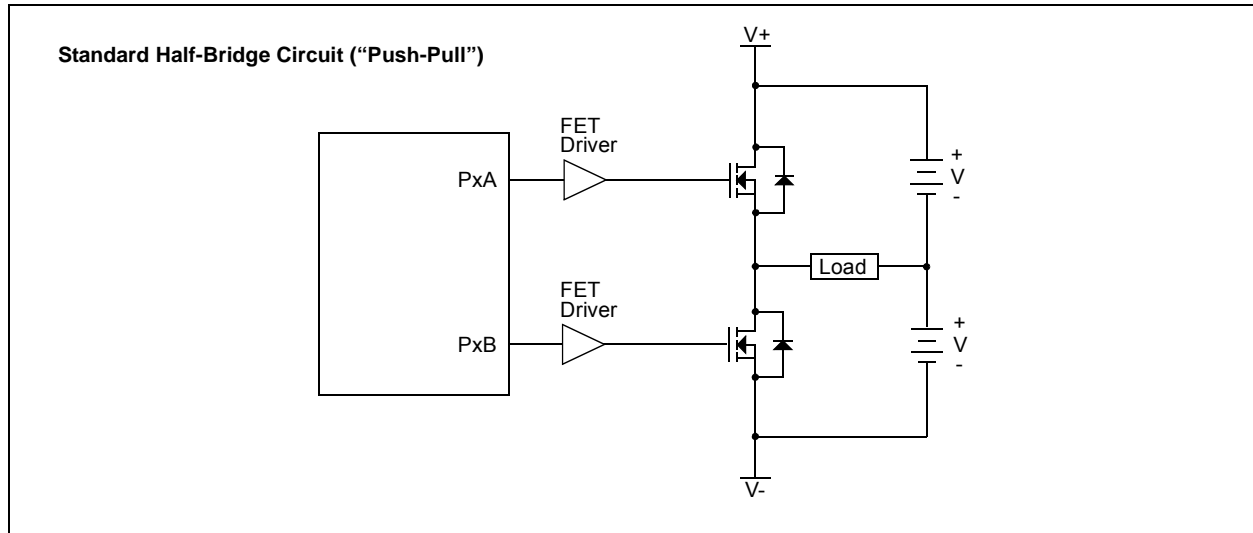 Standard Half-Bridge Circuit (“Push-Pull”)
V+
FET
Driver
PxA
+
V
-
Load
FET
Driver
PxB
+
V
-
V-